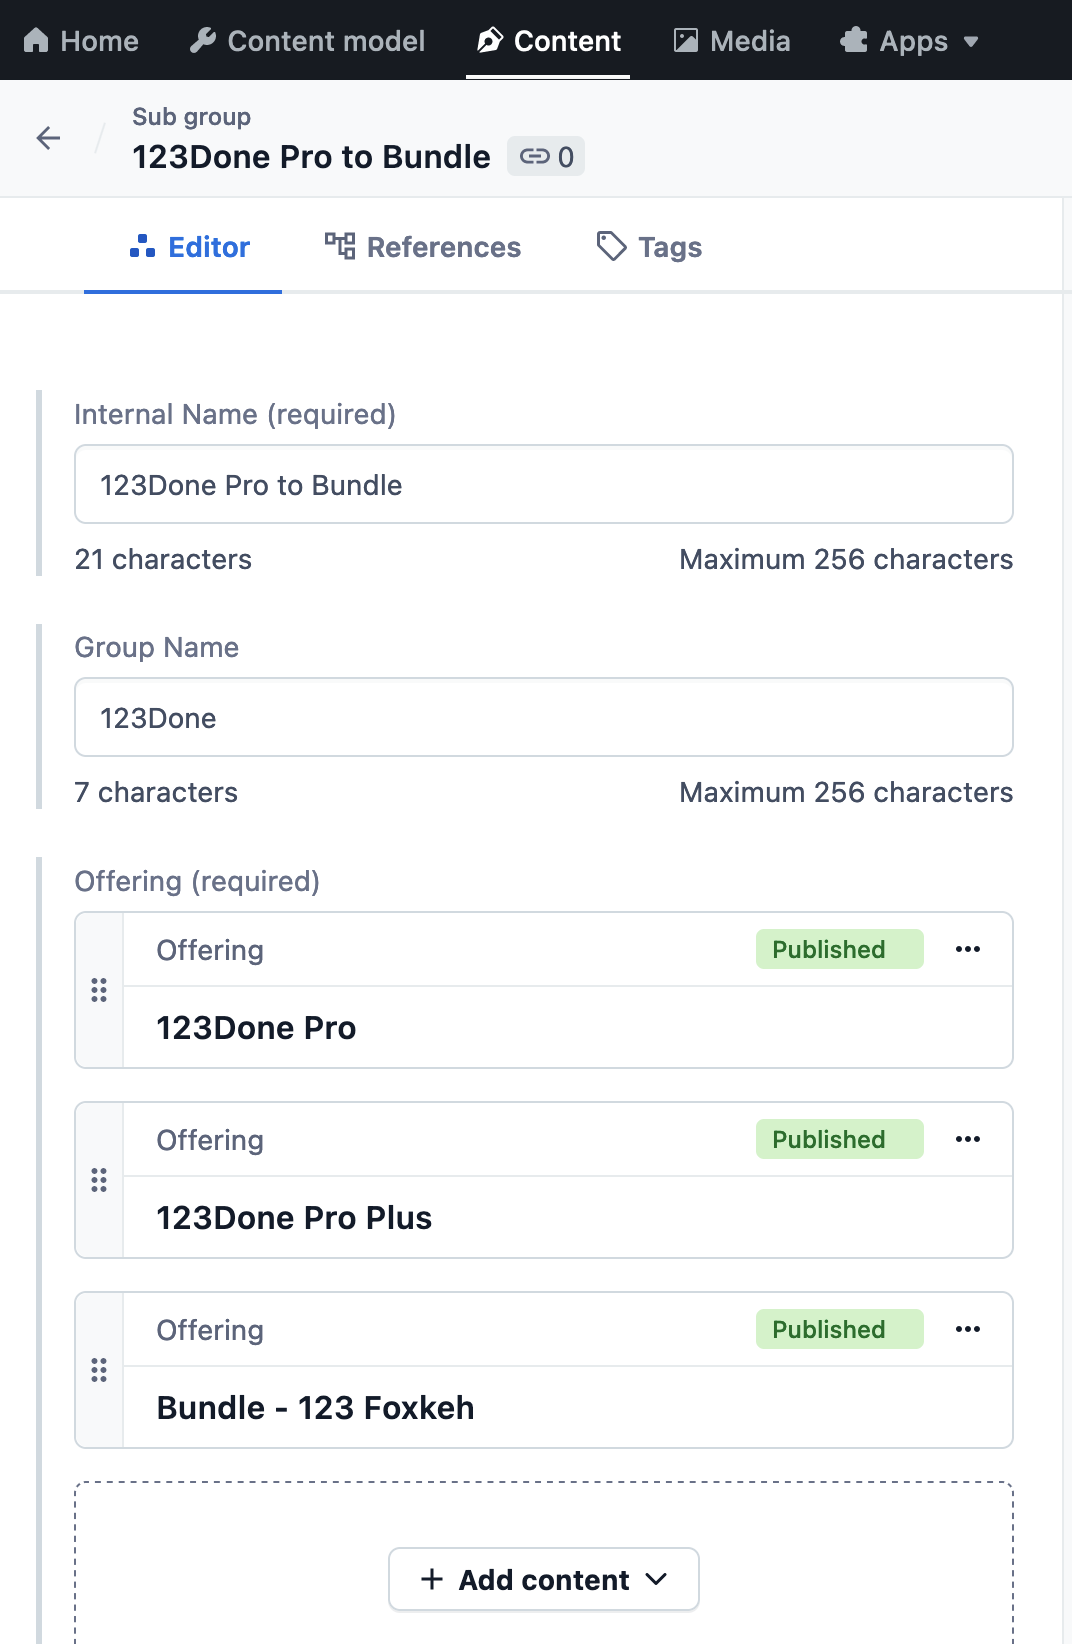 Home Content model Content Media Apps
Sub group
123Done Pro to Bundle 0
Editor References Tags
Internal Name (required)
123Done Pro to Bundle
21 characters Maximum 256 characters
Group Name
123Done
7 characters Maximum 256 characters
Offering (required)
Offering Published
123Done Pro
Offering Published
123Done Pro Plus
Offering Published
Bundle - 123 Foxkeh
Add content